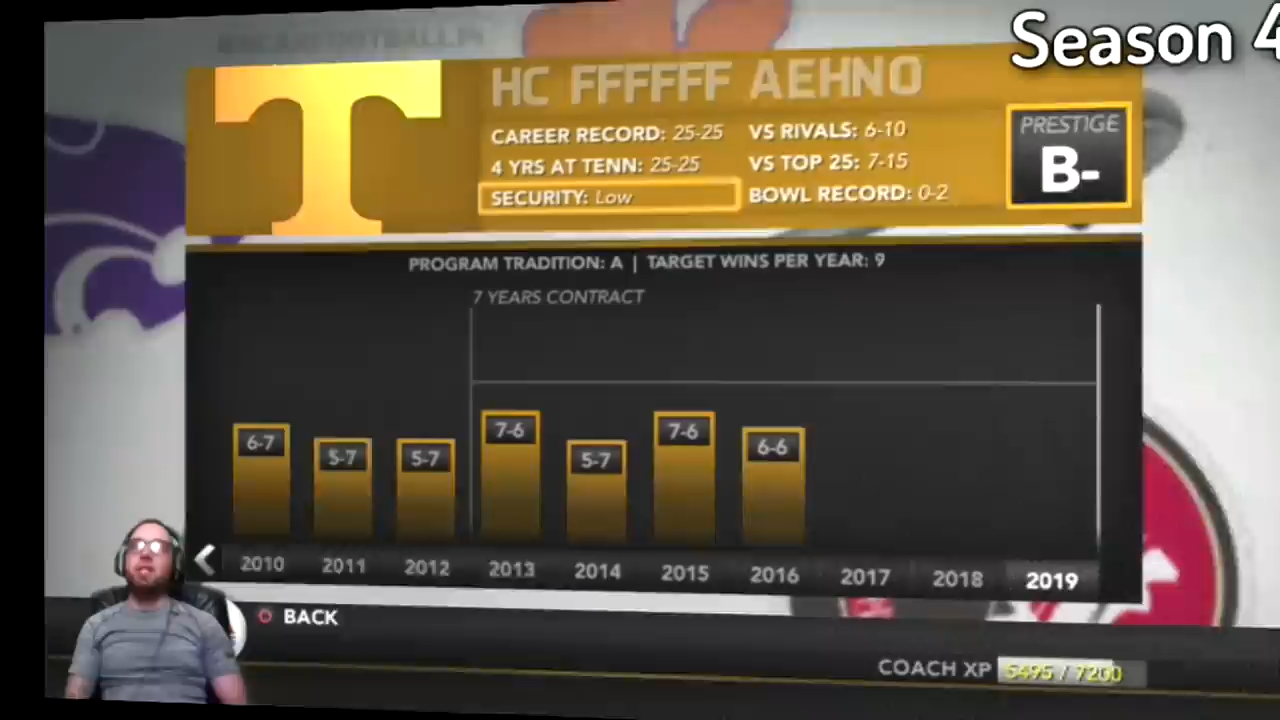 Season 4
HC FFFFFF AEHNO
CAREER RECORD: 25-25
VS RIVALS: 6-10
4 YRS AT TENN: 25-25
VS TOP 25: 7-15
SECURITY: Low
BOWL RECORD: 0-2
PRESTIGE
B-
PROGRAM TRADITION: A | TARGET WINS PER YEAR: 9
7 YEARS CONTRACT
6-7
5-7
5-7
7-6
5-7
7-6
6-6
2010 2011 2012 2013 2014 2015 2016 2017 2018 2019
BACK
COACH XP 5495 / 7200